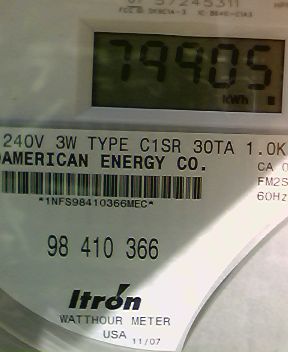 57245311
79905
kWh
240V 3W TYPE C1SR 30TA 1.0K
AMERICAN ENERGY CO.
CA
FM2S
60Hz
*1NFS98410366MEC*
98 410 366
Itron
WATTHOUR METER
USA 11/07